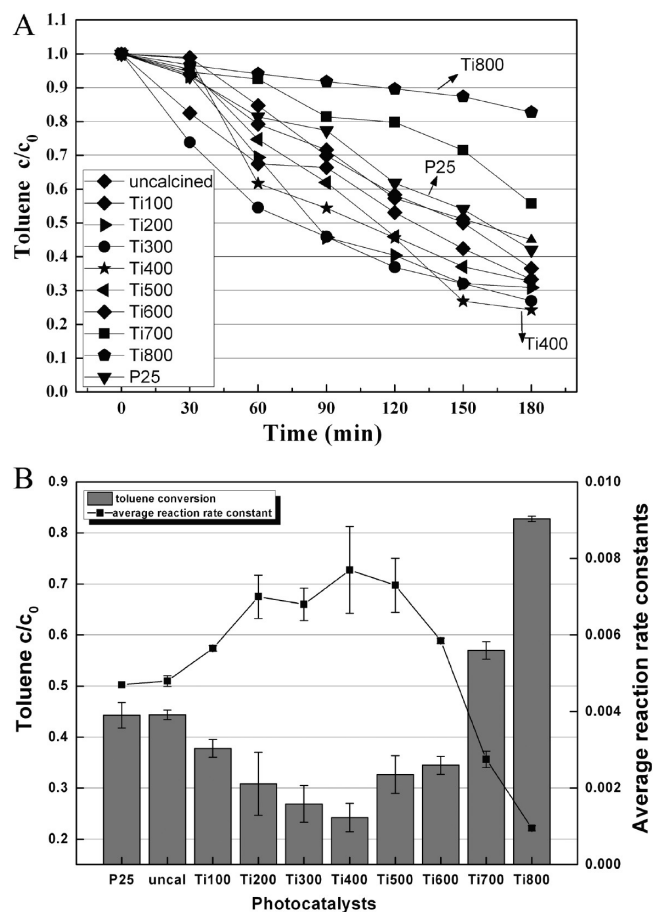 A
1.1
1.0
0.9
0.8
0.7
0.6
0.5
0.4
0.3
0.2
0.1
0.0
Toluene c/c0
Ti800
P25
Ti400
uncalcined
Ti100
Ti200
Ti300
Ti400
Ti500
Ti600
Ti700
Ti800
P25
0 30 60 90 120 150 180
Time (min)
B
0.9
0.8
0.7
0.6
0.5
0.4
0.3
0.2
Toluene c/c0
toluene conversion
average reaction rate constant
0.010
0.008
0.006
0.004
0.002
0.000
Average reaction rate constants
P25 uncal Ti100 Ti200 Ti300 Ti400 Ti500 Ti600 Ti700 Ti800
Photocatalysts